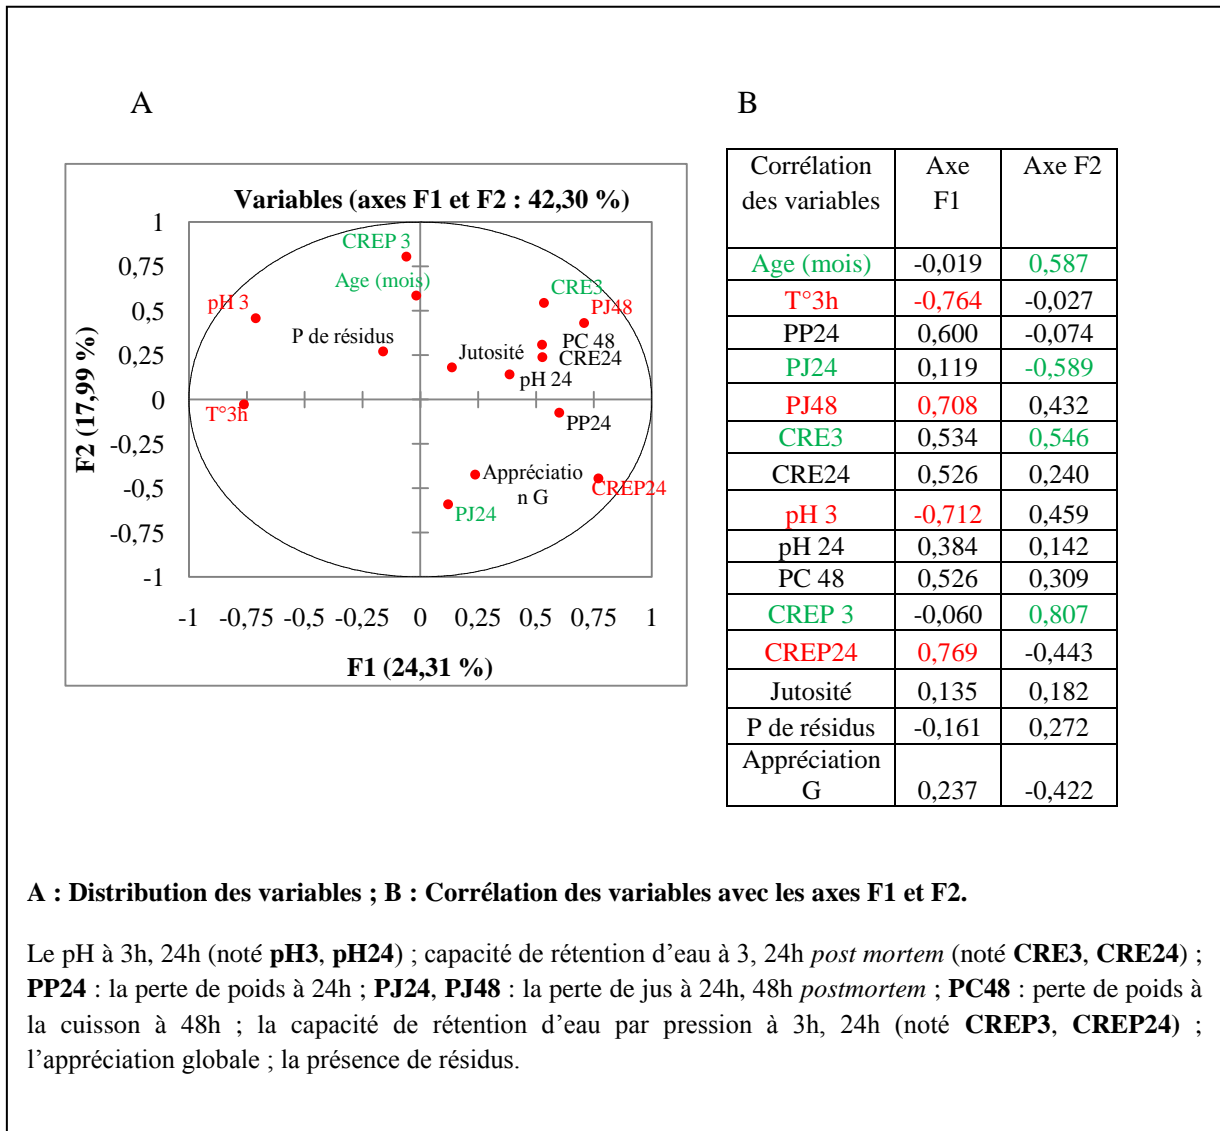 A
B
Variables (axes F1 et F2 : 42,30 %)
1
0,75
0,5
0,25
0
-0,25
-0,5
-0,75
-1
F2 (17,99 %)
CREP 3
Age (mois)
CRE3
pH 3
PJ48
P de résidus
PC 48
Jutosité
CRE24
pH 24
T°3h
PP24
Appréciatio
n G
CREP24
PJ24
-1 -0,75 -0,5 -0,25 0 0,25 0,5 0,75 1
F1 (24,31 %)
Corrélation des variables Axe F1 Axe F2
Age (mois) -0,019 0,587
T°3h -0,764 -0,027
PP24 0,600 -0,074
PJ24 0,119 -0,589
PJ48 0,708 0,432
CRE3 0,534 0,546
CRE24 0,526 0,240
pH 3 -0,712 0,459
pH 24 0,384 0,142
PC 48 0,526 0,309
CREP 3 -0,060 0,807
CREP24 0,769 -0,443
Jutosité 0,135 0,182
P de résidus -0,161 0,272
Appréciation
G 0,237 -0,422
A : Distribution des variables ; B : Corrélation des variables avec les axes F1 et F2.
Le pH à 3h, 24h (noté pH3, pH24) ; capacité de rétention d’eau à 3, 24h post mortem (noté CRE3, CRE24) ;
PP24 : la perte de poids à 24h ; PJ24, PJ48 : la perte de jus à 24h, 48h postmortem ; PC48 : perte de poids à
la cuisson à 48h ; la capacité de rétention d’eau par pression à 3h, 24h (noté CREP3, CREP24) ;
l’appréciation globale ; la présence de résidus.